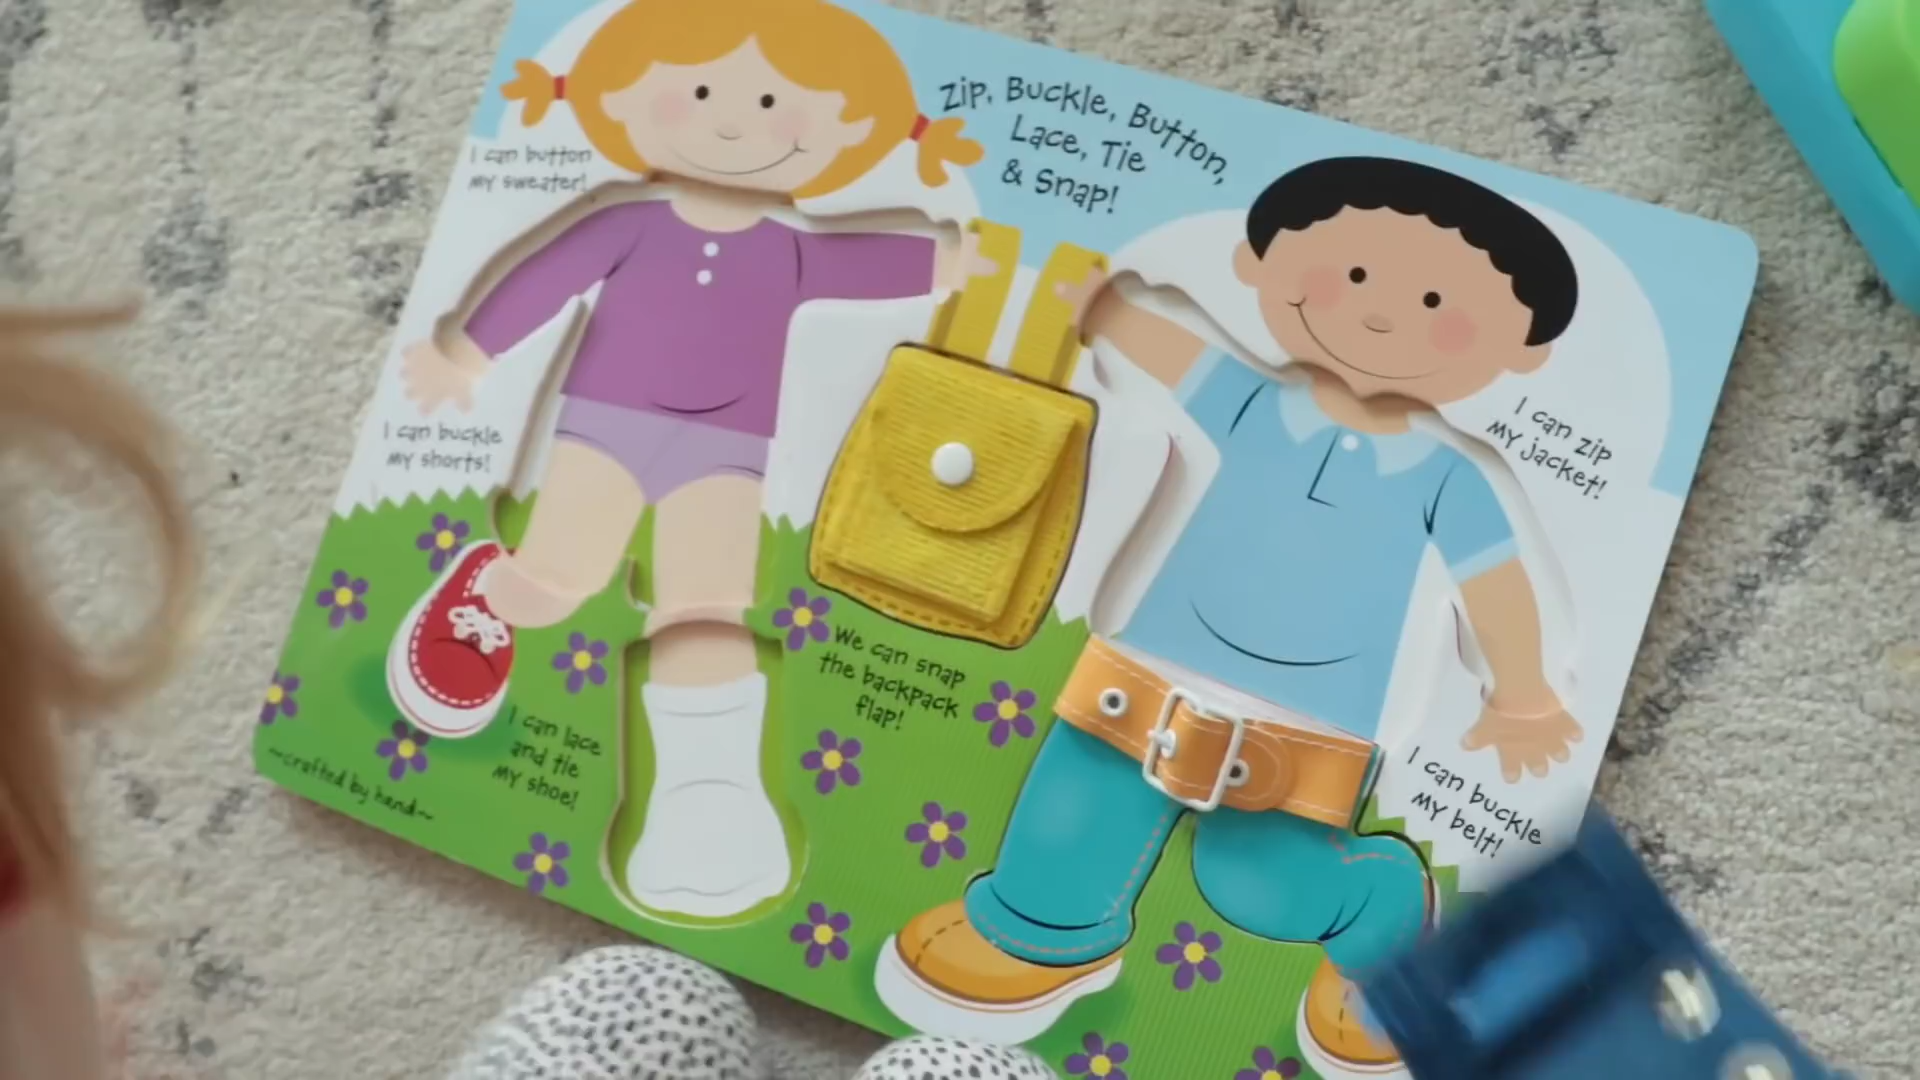 Zip, Buckle, Button,
Lace, Tie
& Snap!
I can button
my sweater!
I can zip
my jacket!
I can buckle
my shorts!
We can snap
the backpack
flap!
I can lace
and tie
my shoe!
I can buckle
my belt!
~crafted by hand~